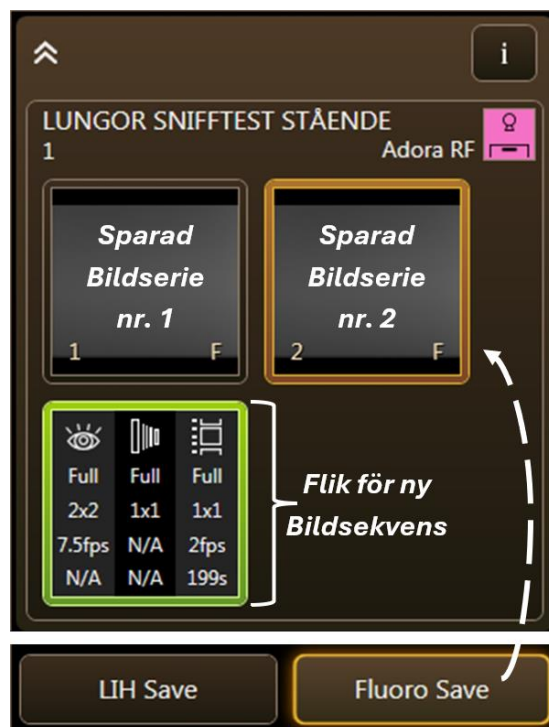 i
LUNGOR SNIFFTEST STÅENDE
1 Adora RF
Sparad
Bildserie
nr. 1
1 F
Sparad
Bildserie
nr. 2
2 F
Full Full Full
2x2 1x1 1x1
7.5fps N/A 2fps
N/A N/A 199s
Flik för ny
Bildsekvens
LIH Save Fluoro Save